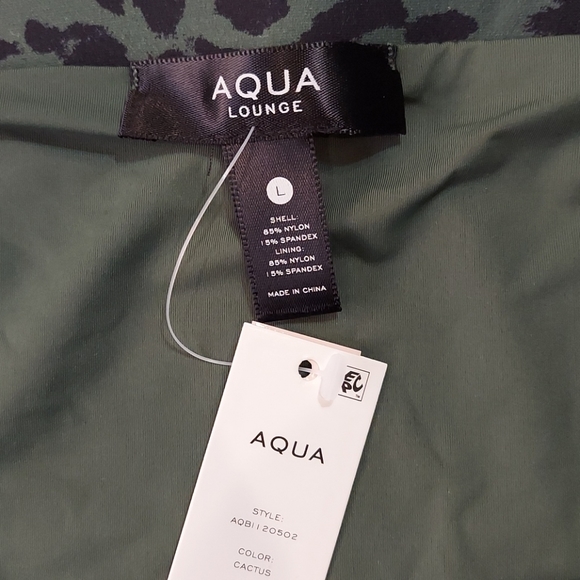 AQUA
LOUNGE
L
SHELL:
85% NYLON
15% SPANDEX
LINING:
85% NYLON
15% SPANDEX
MADE IN CHINA
AQUA
STYLE:
AQB1120502
COLOR:
CACTUS